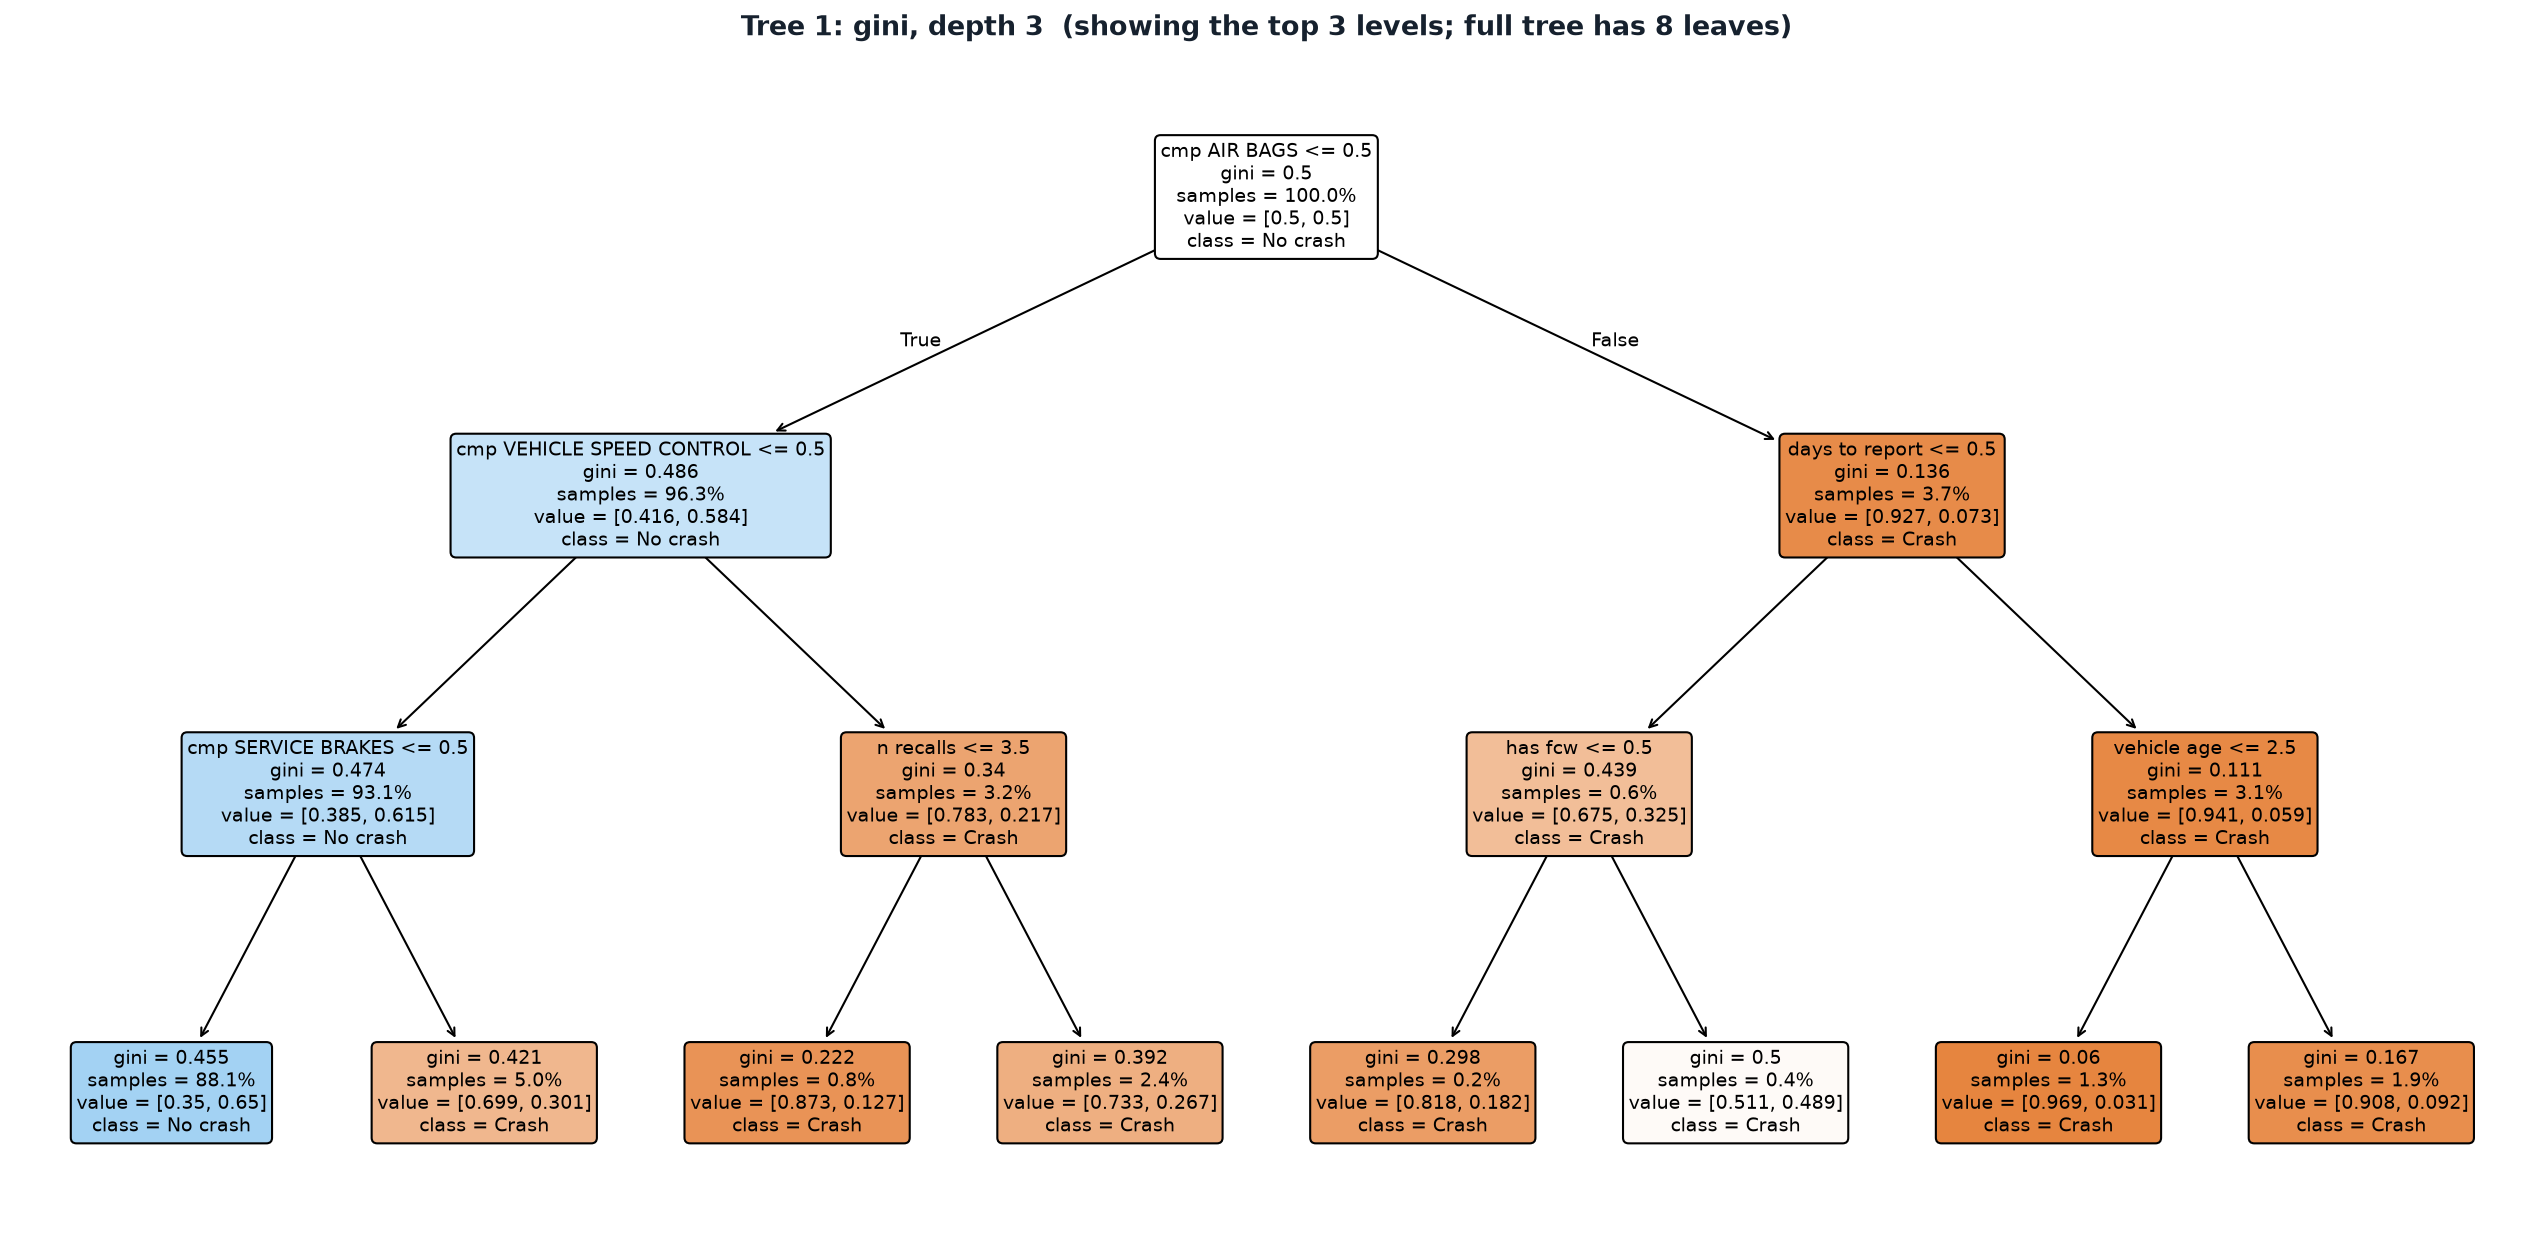 Tree 1: gini, depth 3  (showing the top 3 levels; full tree has 8 leaves)
cmp AIR BAGS <= 0.5
gini = 0.5
samples = 100.0%
value = [0.5, 0.5]
class = No crash
True
False
cmp VEHICLE SPEED CONTROL <= 0.5
gini = 0.486
samples = 96.3%
value = [0.416, 0.584]
class = No crash
days to report <= 0.5
gini = 0.136
samples = 3.7%
value = [0.927, 0.073]
class = Crash
cmp SERVICE BRAKES <= 0.5
gini = 0.474
samples = 93.1%
value = [0.385, 0.615]
class = No crash
n recalls <= 3.5
gini = 0.34
samples = 3.2%
value = [0.783, 0.217]
class = Crash
has fcw <= 0.5
gini = 0.439
samples = 0.6%
value = [0.675, 0.325]
class = Crash
vehicle age <= 2.5
gini = 0.111
samples = 3.1%
value = [0.941, 0.059]
class = Crash
gini = 0.455
samples = 88.1%
value = [0.35, 0.65]
class = No crash
gini = 0.421
samples = 5.0%
value = [0.699, 0.301]
class = Crash
gini = 0.222
samples = 0.8%
value = [0.873, 0.127]
class = Crash
gini = 0.392
samples = 2.4%
value = [0.733, 0.267]
class = Crash
gini = 0.298
samples = 0.2%
value = [0.818, 0.182]
class = Crash
gini = 0.5
samples = 0.4%
value = [0.511, 0.489]
class = Crash
gini = 0.06
samples = 1.3%
value = [0.969, 0.031]
class = Crash
gini = 0.167
samples = 1.9%
value = [0.908, 0.092]
class = Crash